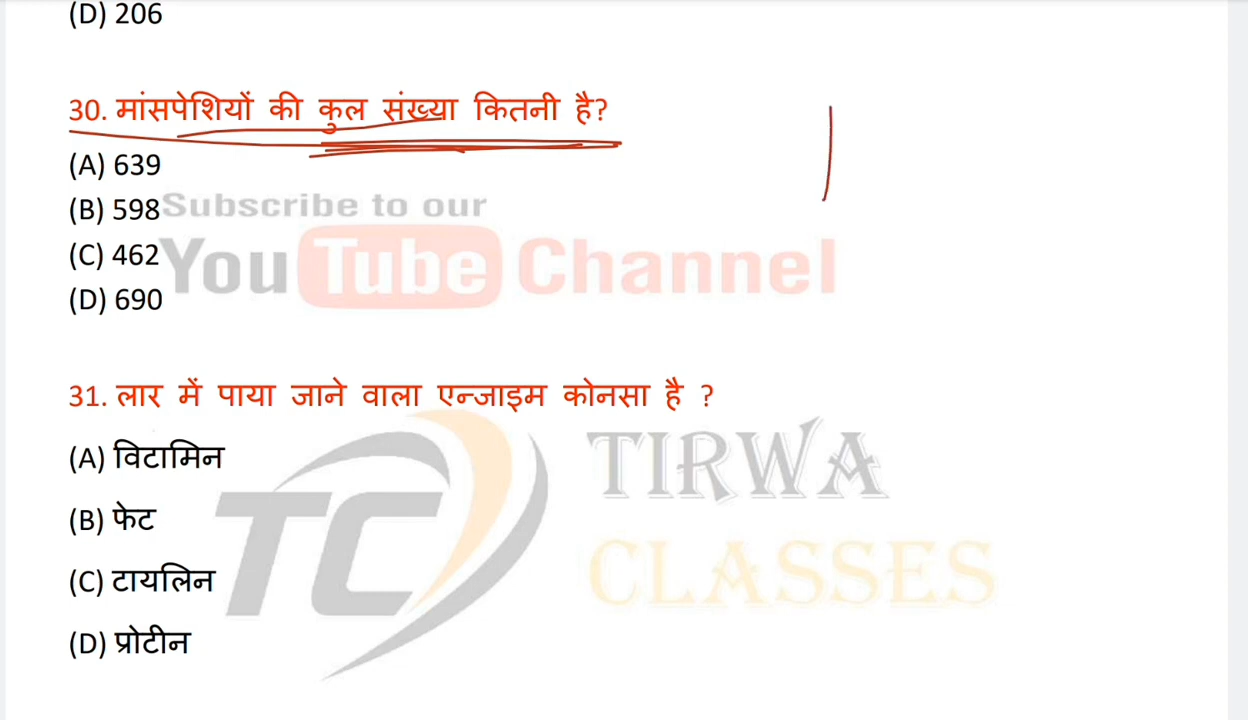 (D) 206
30. मांसपेशियों की कुल संख्या कितनी है?
(A) 639
(B) 598
Subscribe to our
(C) 462
YouTube Channel
(D) 690
31. लार में पाया जाने वाला एन्जाइम कोनसा है ?
(A) विटामिन
(B) फेट
(C) टायलिन
(D) प्रोटीन
TC
TIRWA
CLASSES